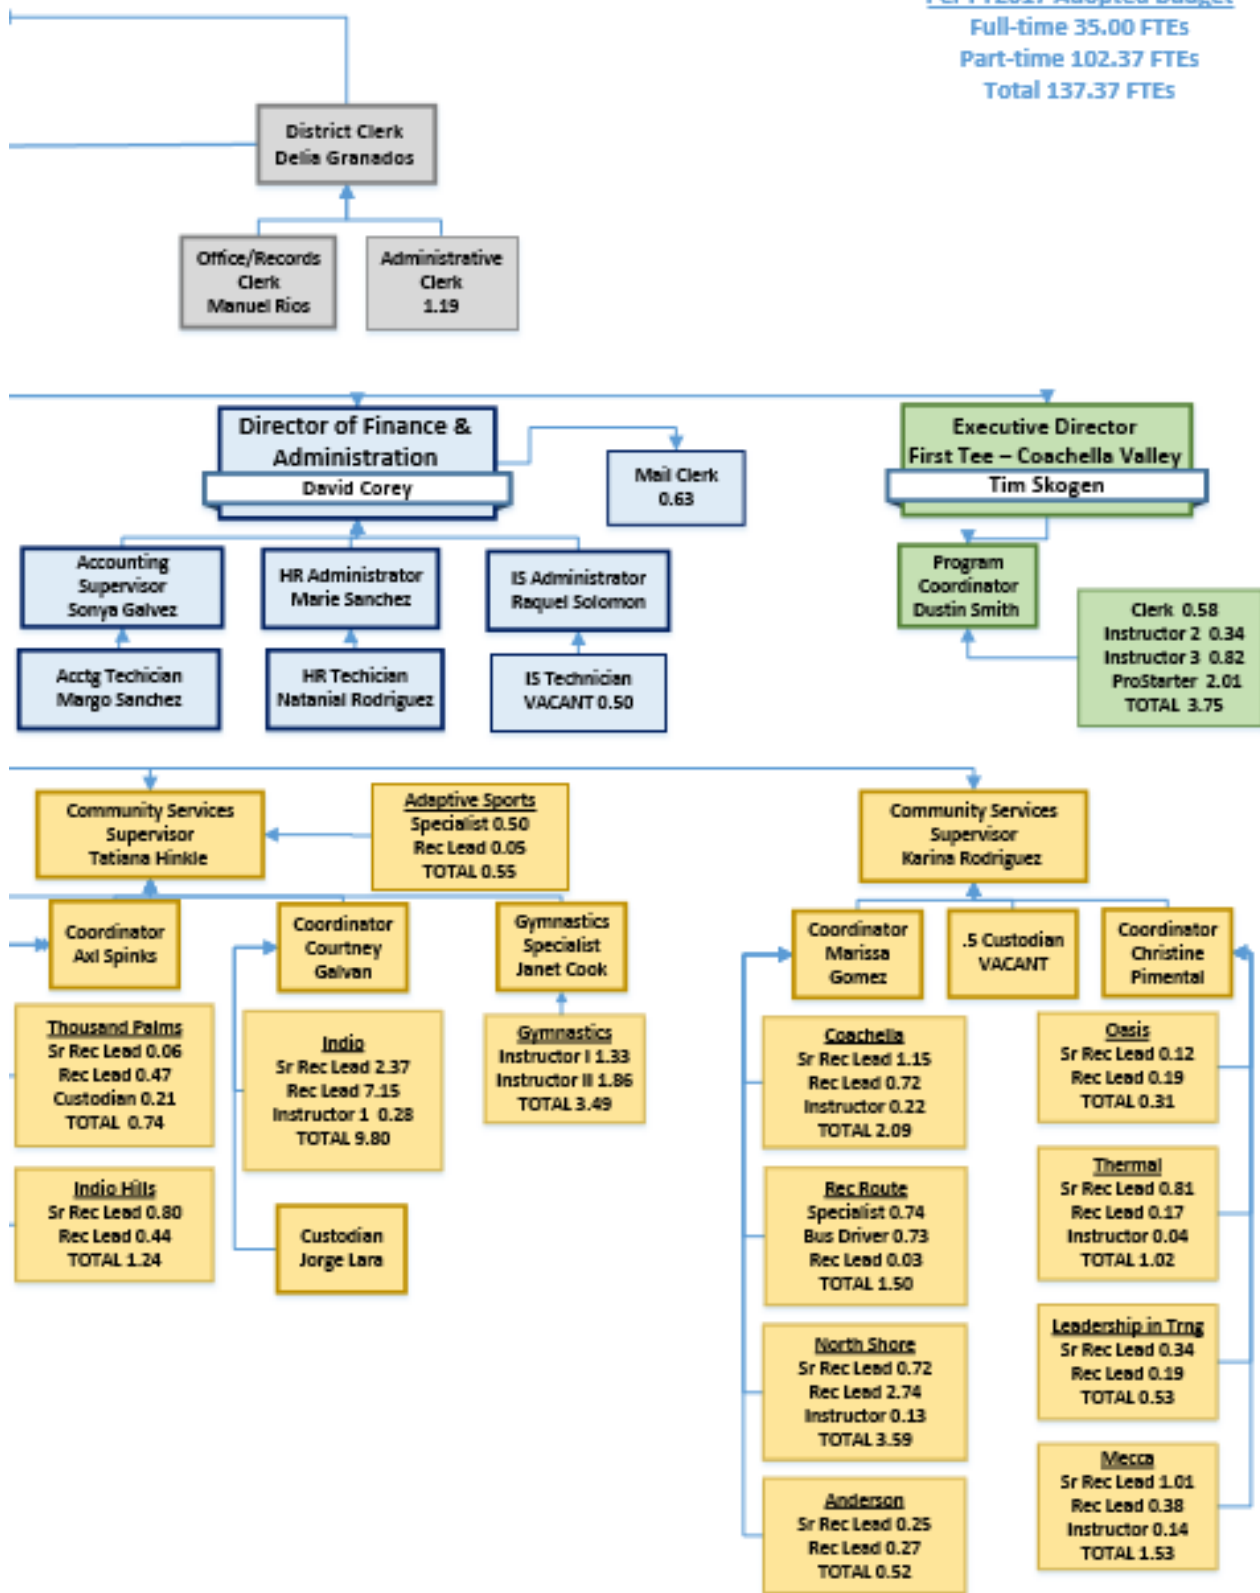 Per FY2017 Adopted Budget
Full-time 35.00 FTEs
Part-time 102.37 FTEs
Total 137.37 FTEs
District Clerk
Delia Granados
Office/Records
Clerk
Manuel Rios
Administrative
Clerk
1.19
Director of Finance &
Administration
David Corey
Mail Clerk
0.63
Executive Director
First Tee – Coachella Valley
Tim Skogen
Accounting
Supervisor
Sonya Galvez
HR Administrator
Marie Sanchez
IS Administrator
Raquel Solomon
Program
Coordinator
Dustin Smith
Clerk 0.58
Instructor 2 0.34
Instructor 3 0.82
ProStarter 2.01
TOTAL 3.75
Acctg Techician
Margo Sanchez
HR Techician
Natanial Rodriguez
IS Technician
VACANT 0.50
Community Services
Supervisor
Tatiana Hinkle
Adaptive Sports
Specialist 0.50
Rec Lead 0.05
TOTAL 0.55
Community Services
Supervisor
Karina Rodriguez
Coordinator
Axl Spinks
Coordinator
Courtney
Galvan
Gymnastics
Specialist
Janet Cook
Coordinator
Marissa
Gomez
.5 Custodian
VACANT
Coordinator
Christine
Pimental
Thousand Palms
Sr Rec Lead 0.06
Rec Lead 0.47
Custodian 0.21
TOTAL 0.74
Indio
Sr Rec Lead 2.37
Rec Lead 7.15
Instructor 1 0.28
TOTAL 9.80
Gymnastics
Instructor I 1.33
Instructor II 1.86
TOTAL 3.49
Coachella
Sr Rec Lead 1.15
Rec Lead 0.72
Instructor 0.22
TOTAL 2.09
Oasis
Sr Rec Lead 0.12
Rec Lead 0.19
TOTAL 0.31
Indio Hills
Sr Rec Lead 0.80
Rec Lead 0.44
TOTAL 1.24
Custodian
Jorge Lara
Rec Route
Specialist 0.74
Bus Driver 0.73
Rec Lead 0.03
TOTAL 1.50
Thermal
Sr Rec Lead 0.81
Rec Lead 0.17
Instructor 0.04
TOTAL 1.02
North Shore
Sr Rec Lead 0.72
Rec Lead 2.74
Instructor 0.13
TOTAL 3.59
Leadership in Trng
Sr Rec Lead 0.34
Rec Lead 0.19
TOTAL 0.53
Anderson
Sr Rec Lead 0.25
Rec Lead 0.27
TOTAL 0.52
Mecca
Sr Rec Lead 1.01
Rec Lead 0.38
Instructor 0.14
TOTAL 1.53